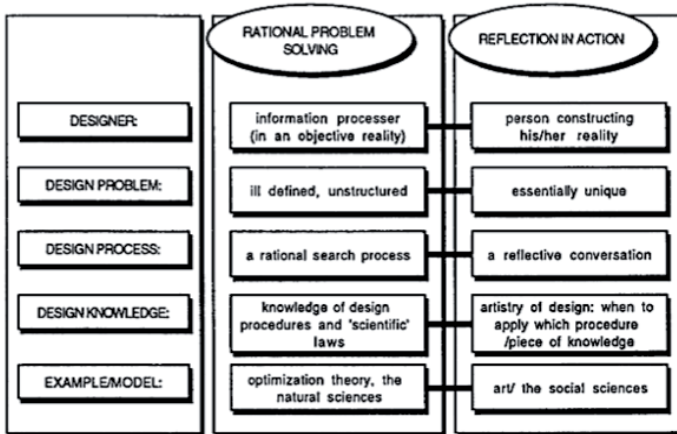 RATIONAL PROBLEM
SOLVING
REFLECTION IN ACTION
DESIGNER:
information processer
(in an objective reality)
person constructing
his/her reality
DESIGN PROBLEM:
ill defined, unstructured
essentially unique
DESIGN PROCESS:
a rational search process
a reflective conversation
DESIGN KNOWLEDGE:
knowledge of design
procedures and 'scientific'
laws
artistry of design: when to
apply which procedure
/piece of knowledge
EXAMPLE/MODEL:
optimization theory, the
natural sciences
art/ the social sciences